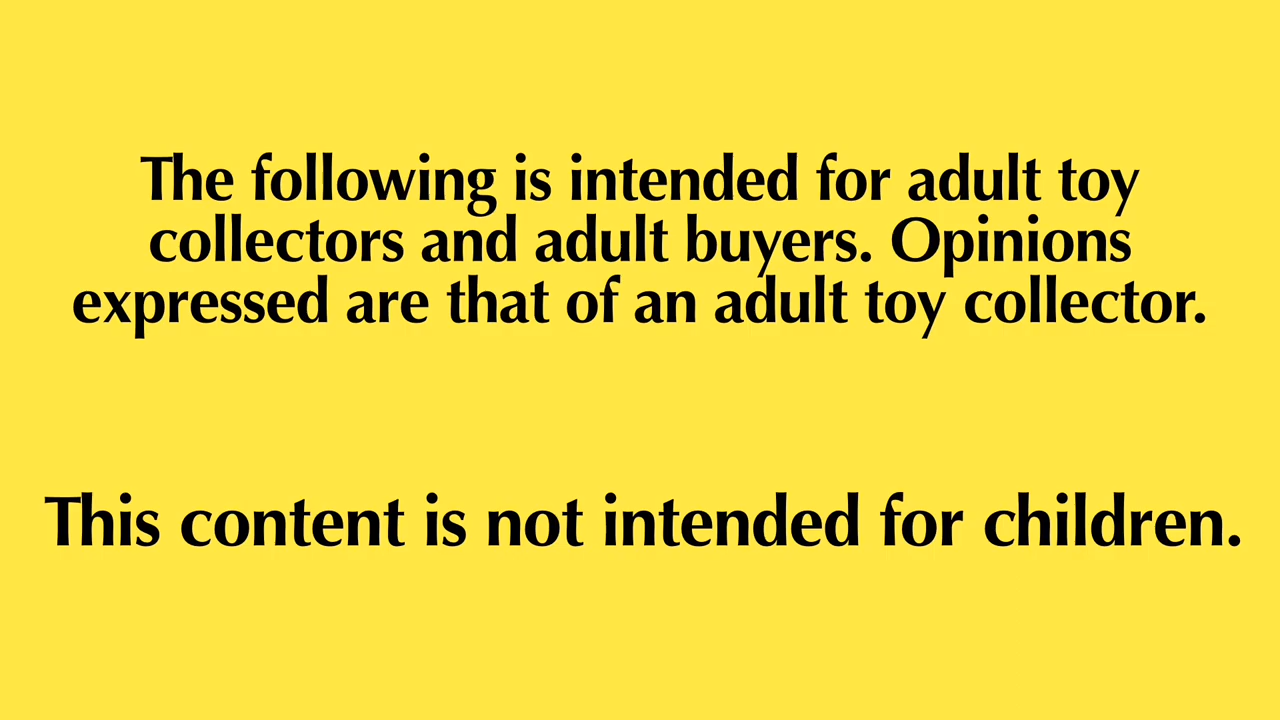 The following is intended for adult toy
collectors and adult buyers. Opinions
expressed are that of an adult toy collector.
This content is not intended for children.